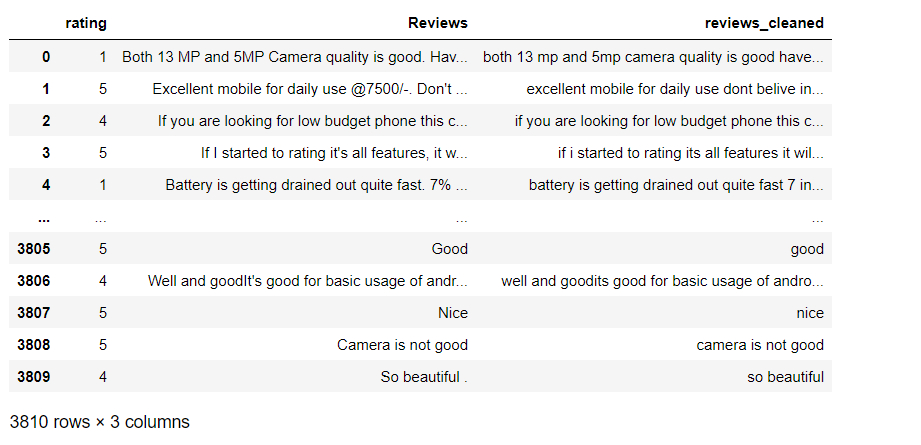 rating Reviews reviews_cleaned
0 1 Both 13 MP and 5MP Camera quality is good. Hav... both 13 mp and 5mp camera quality is good have...
1 5 Excellent mobile for daily use @7500/-. Don't ... excellent mobile for daily use dont belive in...
2 4 If you are looking for low budget phone this c... if you are looking for low budget phone this c...
3 5 If I started to rating it's all features, it w... if i started to rating its all features it wil...
4 1 Battery is getting drained out quite fast. 7% ... battery is getting drained out quite fast 7 in...
... ... ... ...
3805 5 Good good
3806 4 Well and goodIt's good for basic usage of andr... well and goodits good for basic usage of andro...
3807 5 Nice nice
3808 5 Camera is not good camera is not good
3809 4 So beautiful . so beautiful
3810 rows × 3 columns